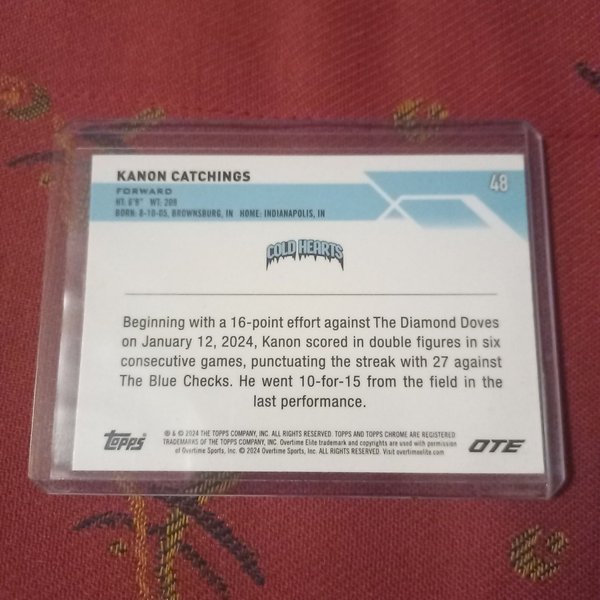 KANON CATCHINGS
48
FORWARD
HT: 6'8" WT: 208
BORN: 8-10-05, BROWNSBURG, IN HOME: INDIANAPOLIS, IN
COLD HEARTS
Beginning with a 16-point effort against The Diamond Doves
on January 12, 2024, Kanon scored in double figures in six
consecutive games, punctuating the streak with 27 against
The Blue Checks. He went 10-for-15 from the field in the
last performance.
topps
® & © 2024 THE TOPPS COMPANY, INC. ALL RIGHTS RESERVED. TOPPS AND TOPPS CHROME ARE REGISTERED
TRADEMARKS OF THE TOPPS COMPANY, INC. Overtime Elite trademark and copyrights are used with permission
of Overtime Sports, Inc. © 2024 Overtime Sports, Inc. ALL RIGHTS RESERVED. Visit overtimeelite.com
OTE